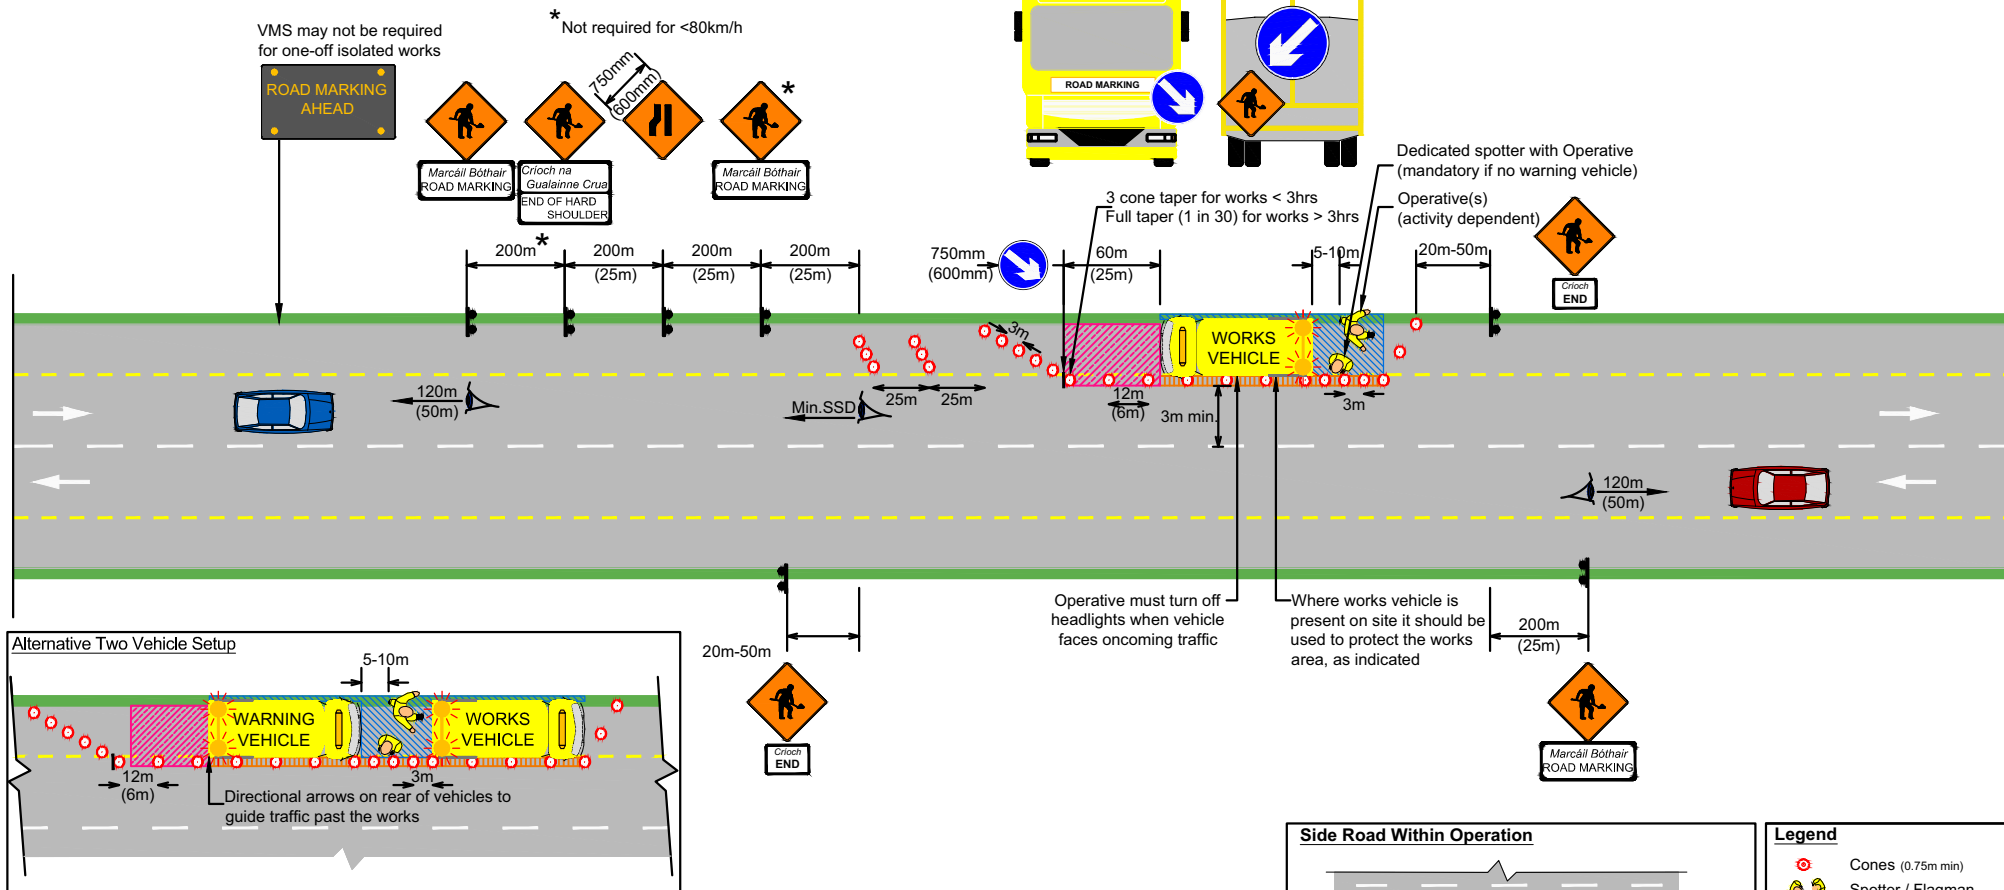 VMS may not be required
for one-off isolated works
*Not required for <80km/h
ROAD MARKING
AHEAD
750mm
(600mm)
*
Marcáil Bóthair
ROAD MARKING
Críoch na
Gualainne Crua
END OF HARD
SHOULDER
Marcáil Bóthair
ROAD MARKING
ROAD MARKING
Dedicated spotter with Operative
(mandatory if no warning vehicle)
3 cone taper for works < 3hrs
Full taper (1 in 30) for works > 3hrs
Operative(s)
(activity dependent)
200m*
200m
(25m)
200m
(25m)
200m
(25m)
750mm
(600mm)
60m
(25m)
5-10m
20m-50m
Críoch
END
3m
WORKS
VEHICLE
120m
(50m)
Min.SSD
25m
25m
12m
(6m)
3m min.
3m
120m
(50m)
Operative must turn off
headlights when vehicle
faces oncoming traffic
Where works vehicle is
present on site it should be
used to protect the works
area, as indicated
200m
(25m)
20m-50m
Críoch
END
Marcáil Bóthair
ROAD MARKING
Alternative Two Vehicle Setup
5-10m
WARNING
VEHICLE
WORKS
VEHICLE
12m
(6m)
3m
Directional arrows on rear of vehicles to
guide traffic past the works
Side Road Within Operation
Legend
Cones (0.75m min)
Spotter / Flagman